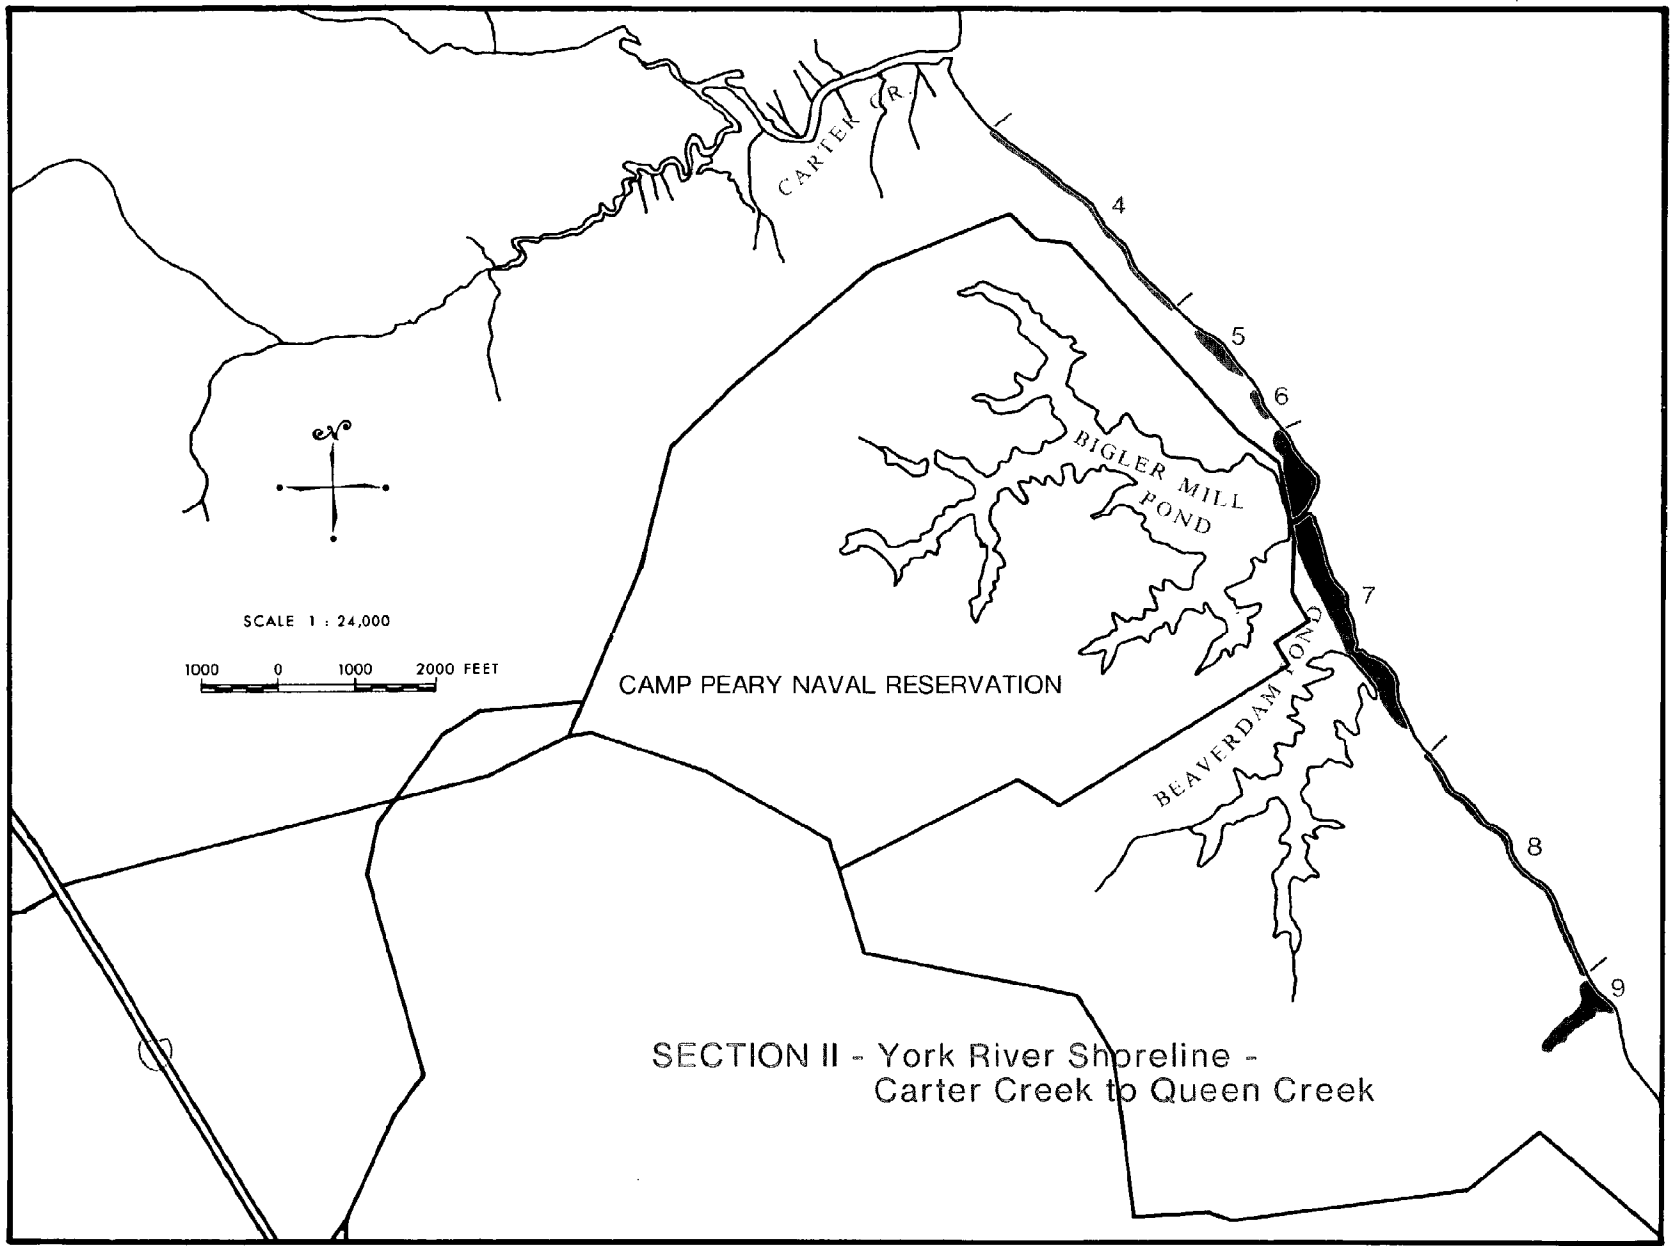 CARTER CR.
4
5
6
BIGLER MILL
POND
N
7
SCALE 1 : 24,000
1000 0 1000 2000 FEET
CAMP PEARY NAVAL RESERVATION
BEAVERDAM POND
8
9
SECTION II - York River Shoreline -
Carter Creek to Queen Creek